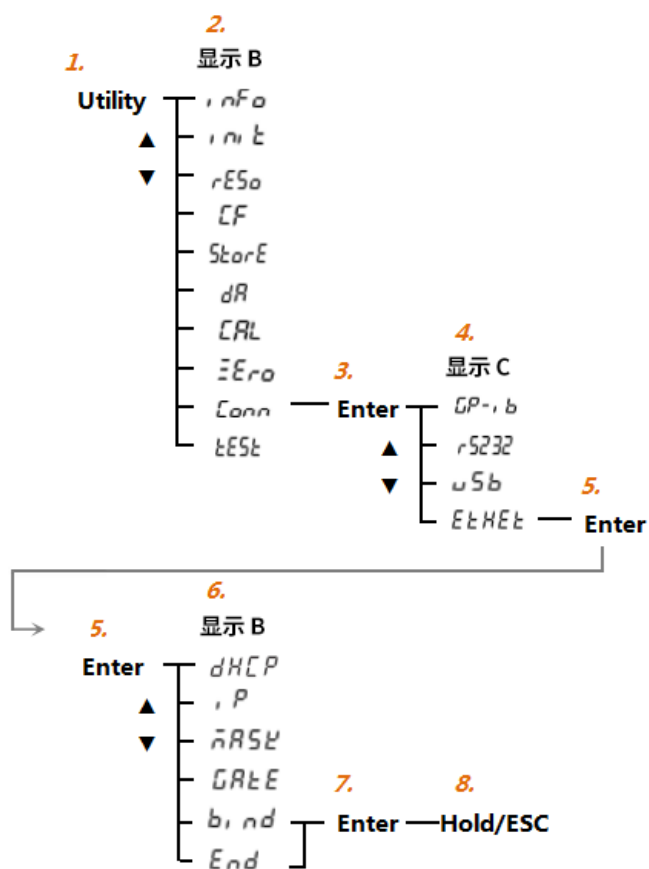 2.
显示 B
1.
Utility
inFo
▲
init
▼
rESo
CF
StorE
dA
CAL
ZEro
3.
4.
显示 C
Conn
Enter
GP-ib
tESt
▲
rS232
▼
uSb
5.
EtHEt
Enter
6.
显示 B
5.
Enter
dHCP
▲
iP
▼
mASK
GAtE
7.
8.
bind
Enter
Hold/ESC
End